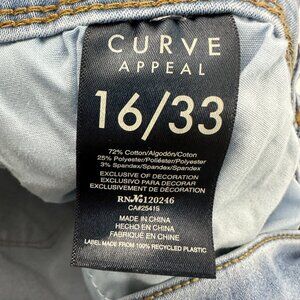 CURVE
APPEAL
16/33
72% Cotton/Algodón/Coton
25% Polyester/Poliéster/Polyester
3% Spandex/Spandex/Spandex
EXCLUSIVE OF DECORATION
EXCLUSIVO PARA DECORAR
EXCLUSIVEMENT DE DÉCORATION
RN№120246
CA#25415
MADE IN CHINA
HECHO EN CHINA
FABRIQUÉ EN CHINE
LABEL MADE FROM 100% RECYCLED PLASTIC